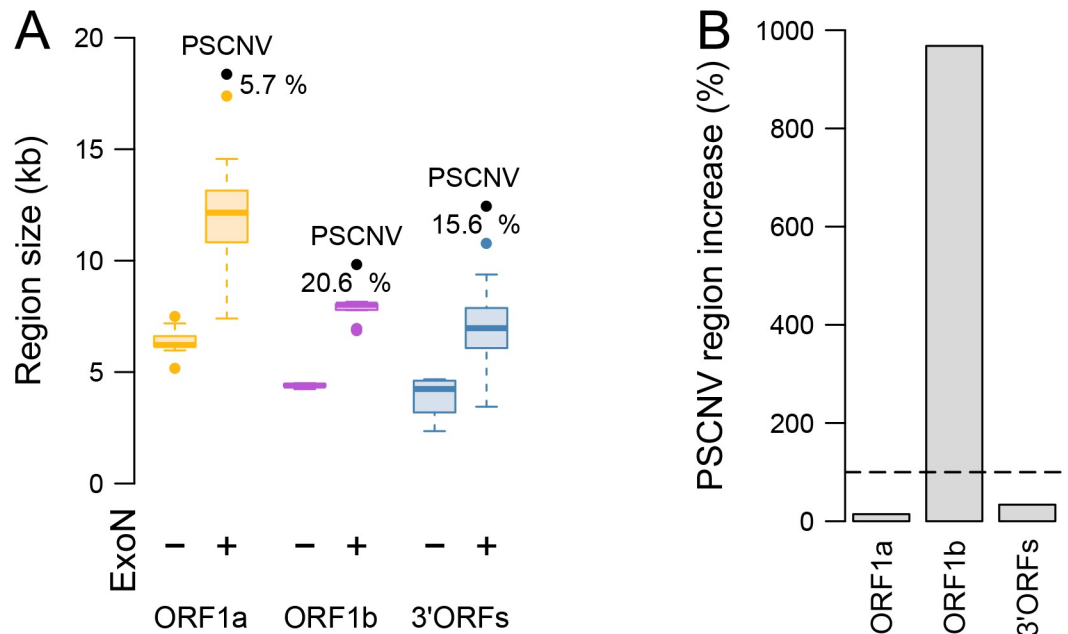 A
Region size (kb)
20
15
10
5
0
PSCNV
5.7 %
PSCNV
20.6 %
PSCNV
15.6 %
ExoN
− + − + − +
ORF1a ORF1b 3'ORFs
B
PSCNV region increase (%)
1000
800
600
400
200
0
ORF1a
ORF1b
3'ORFs